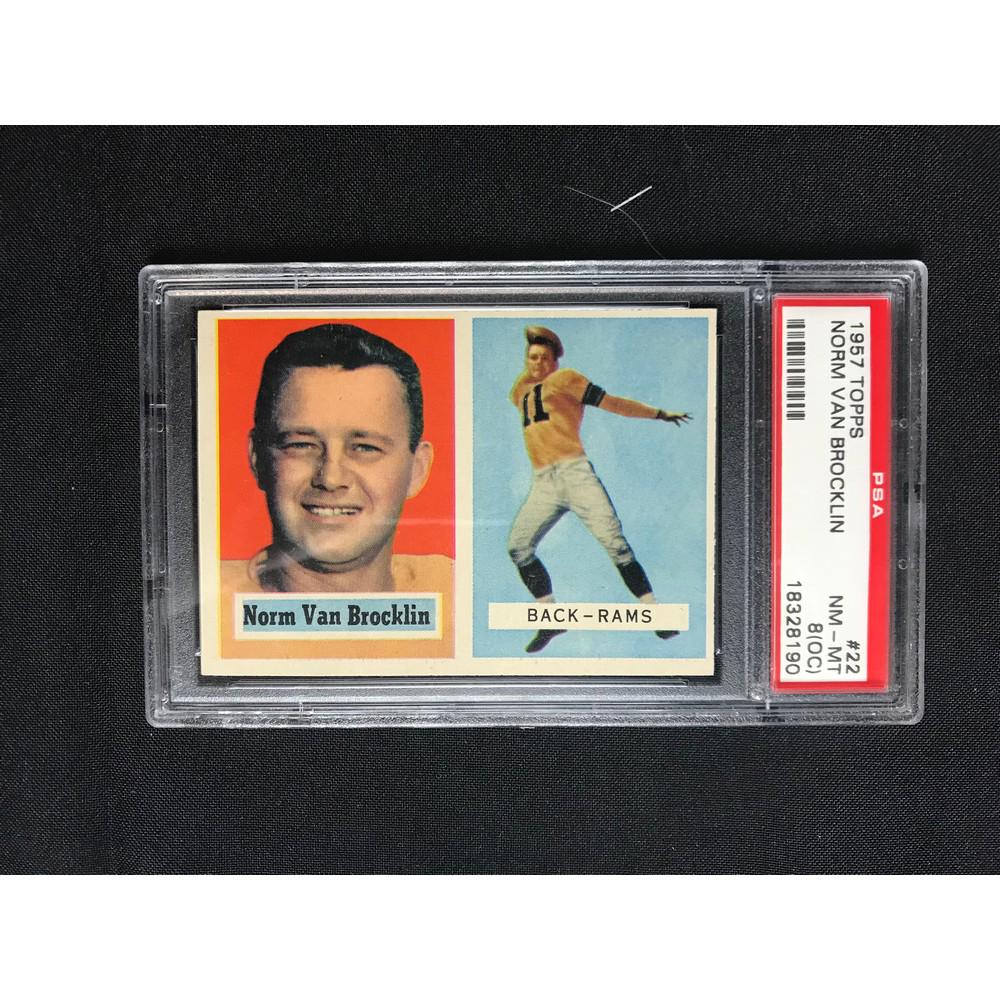 Norm Van Brocklin
11
BACK-RAMS
PSA
1957 TOPPS #22
NORM VAN BROCKLIN NM-MT
8(OC)
18328190